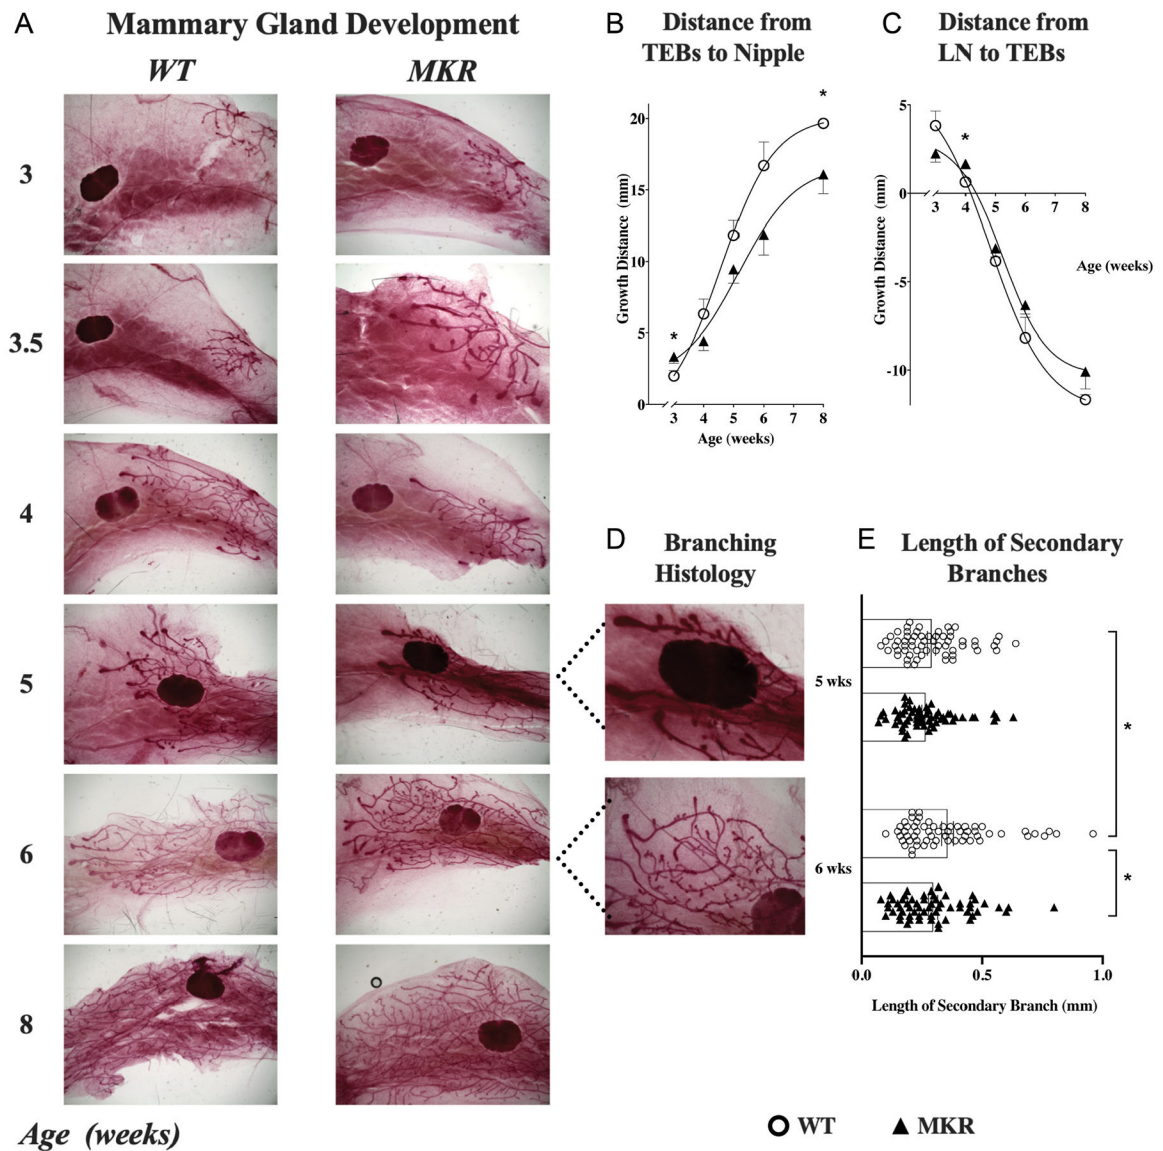 A
Mammary Gland Development
WT
MKR
3
3.5
4
5
6
8
Age (weeks)
B
Distance from
TEBs to Nipple
20
15
10
5
0
Growth Distance (mm)
*
*
3 4 5 6 7 8
Age (weeks)
C
Distance from
LN to TEBs
5
0
-5
-10
Growth Distance (mm)
*
3 4 5 6 8
Age (weeks)
D
Branching
Histology
E
Length of Secondary
Branches
5 wks
6 wks
*
*
0.0 0.5 1.0
Length of Secondary Branch (mm)
WT
MKR